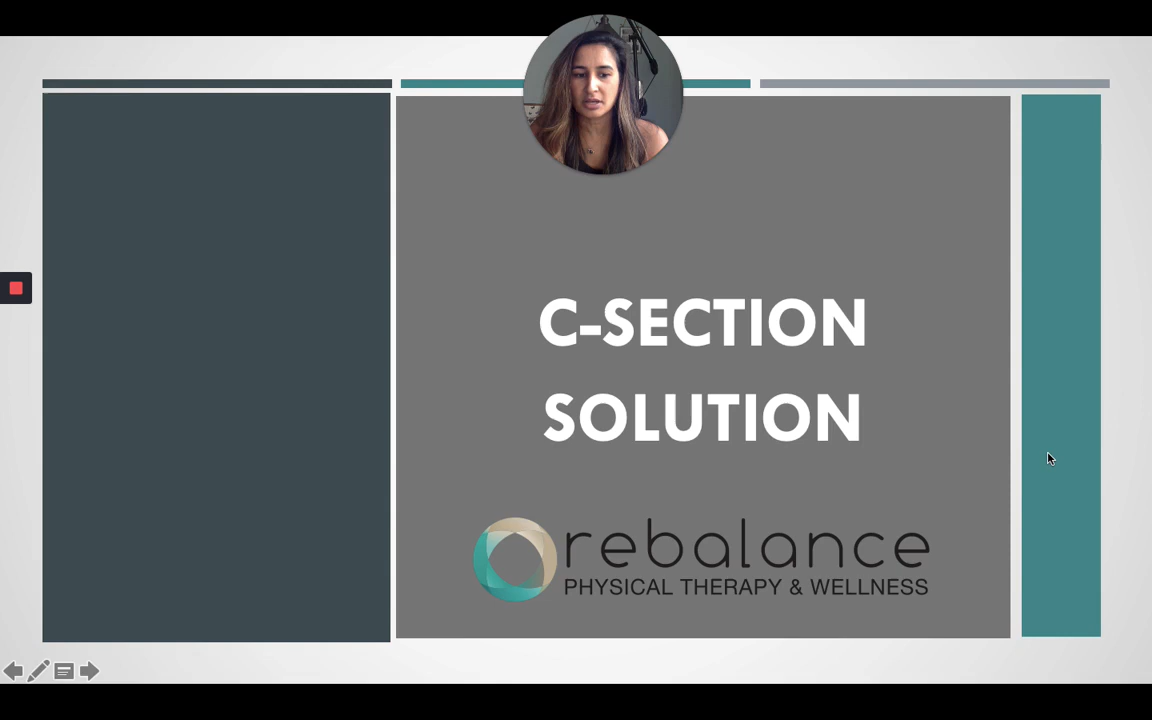 C-SECTION
SOLUTION
rebalance
PHYSICAL THERAPY & WELLNESS